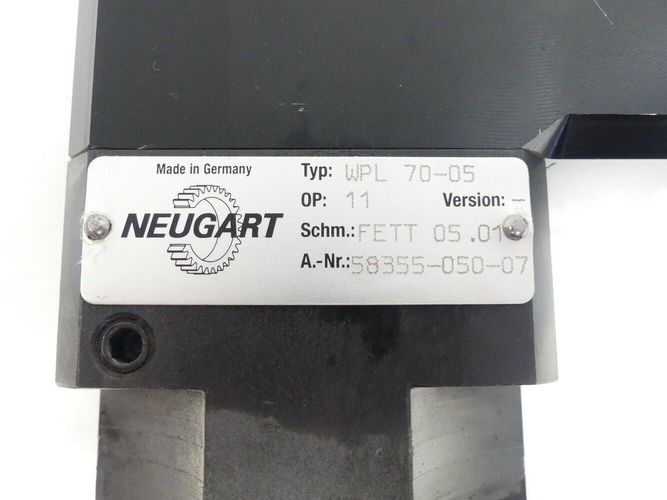 Made in Germany
NEUGART
Typ: WPL 70-05
OP: 11 Version: -
Schm.: FETT 05.01
A.-Nr.: 58355-050-07